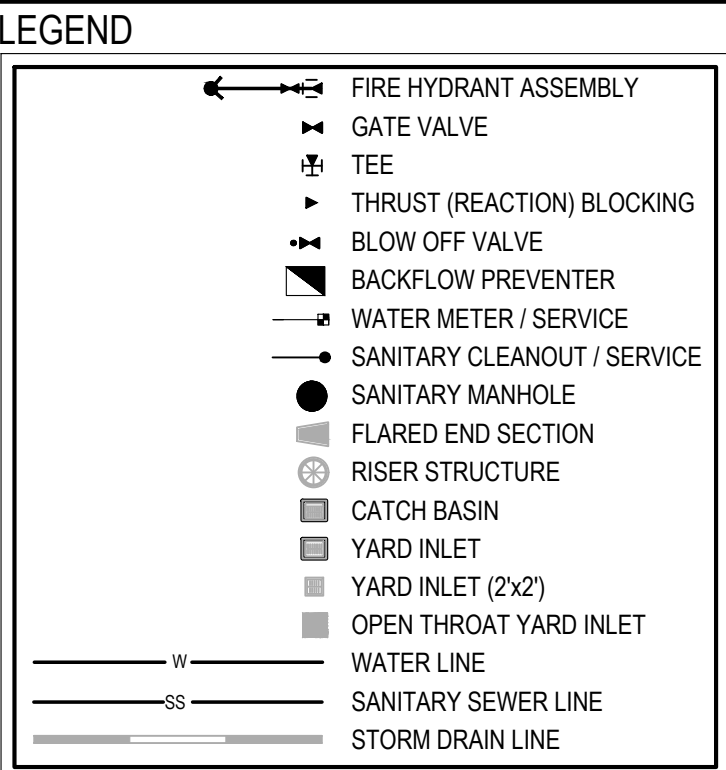 LEGEND
FIRE HYDRANT ASSEMBLY
GATE VALVE
TEE
THRUST (REACTION) BLOCKING
BLOW OFF VALVE
BACKFLOW PREVENTER
WATER METER / SERVICE
SANITARY CLEANOUT / SERVICE
SANITARY MANHOLE
FLARED END SECTION
RISER STRUCTURE
CATCH BASIN
YARD INLET
YARD INLET (2'x2')
OPEN THROAT YARD INLET
W WATER LINE
SS SANITARY SEWER LINE
STORM DRAIN LINE